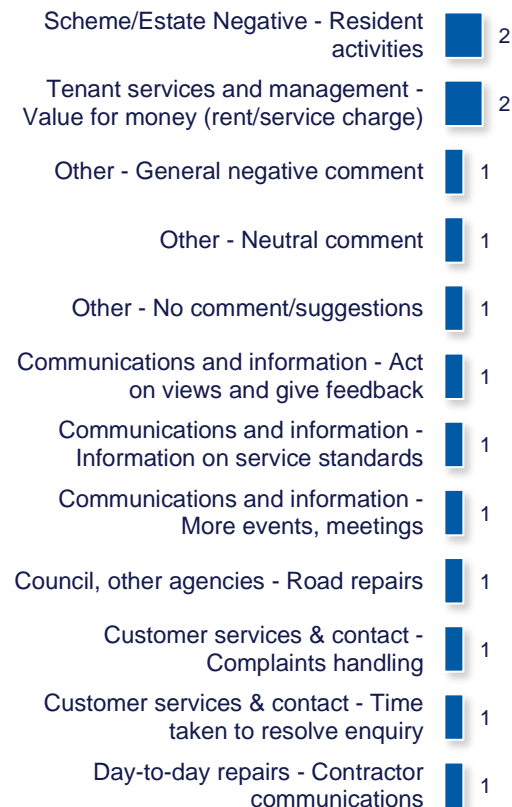 Scheme/Estate Negative - Resident
activities
2
Tenant services and management -
Value for money (rent/service charge)
2
Other - General negative comment
1
Other - Neutral comment
1
Other - No comment/suggestions
1
Communications and information - Act
on views and give feedback
1
Communications and information -
Information on service standards
1
Communications and information -
More events, meetings
1
Council, other agencies - Road repairs
1
Customer services & contact -
Complaints handling
1
Customer services & contact - Time
taken to resolve enquiry
1
Day-to-day repairs - Contractor
communications
1